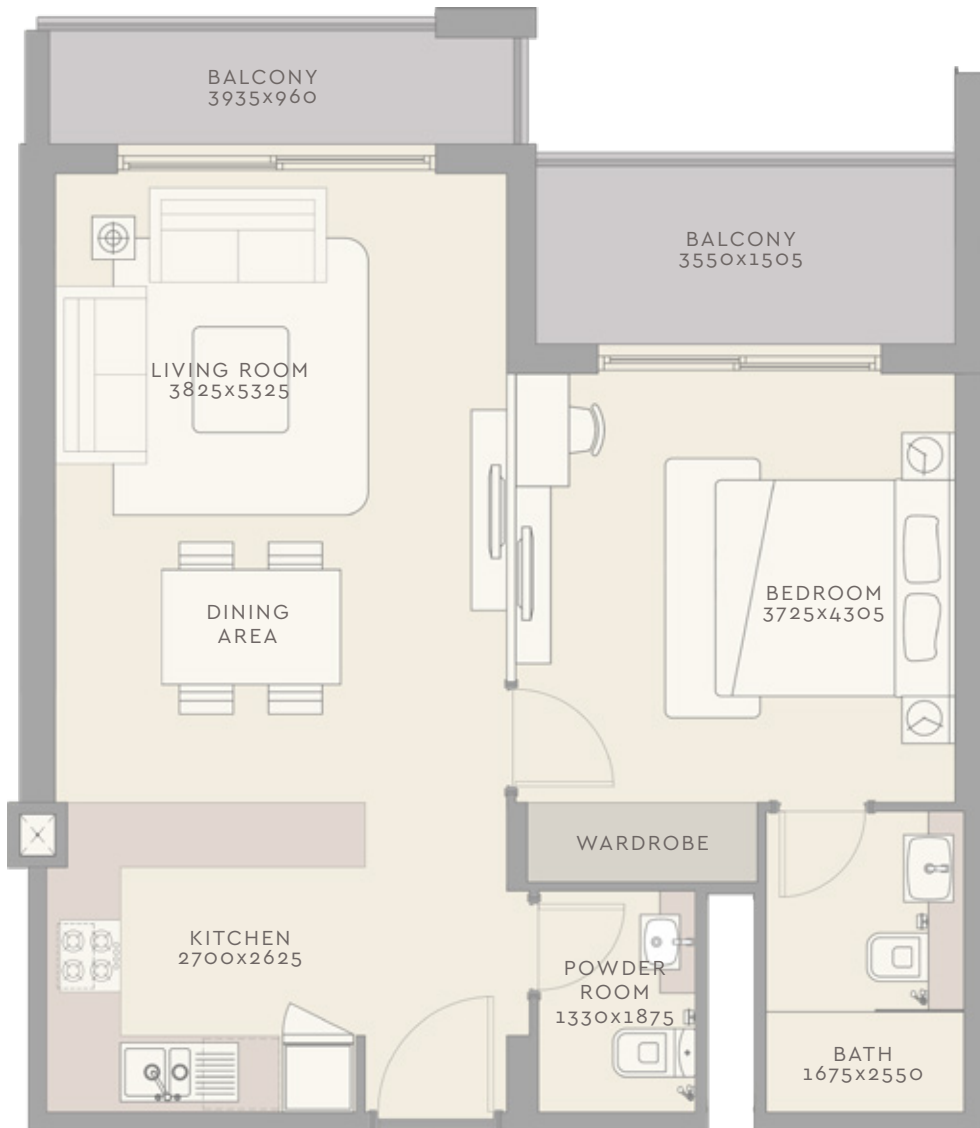 BALCONY
3935x960
BALCONY
3550x1505
LIVING ROOM
3825x5325
DINING
AREA
BEDROOM
3725x4305
WARDROBE
KITCHEN
2700x2625
POWDER
ROOM
1330x1875
BATH
1675x2550